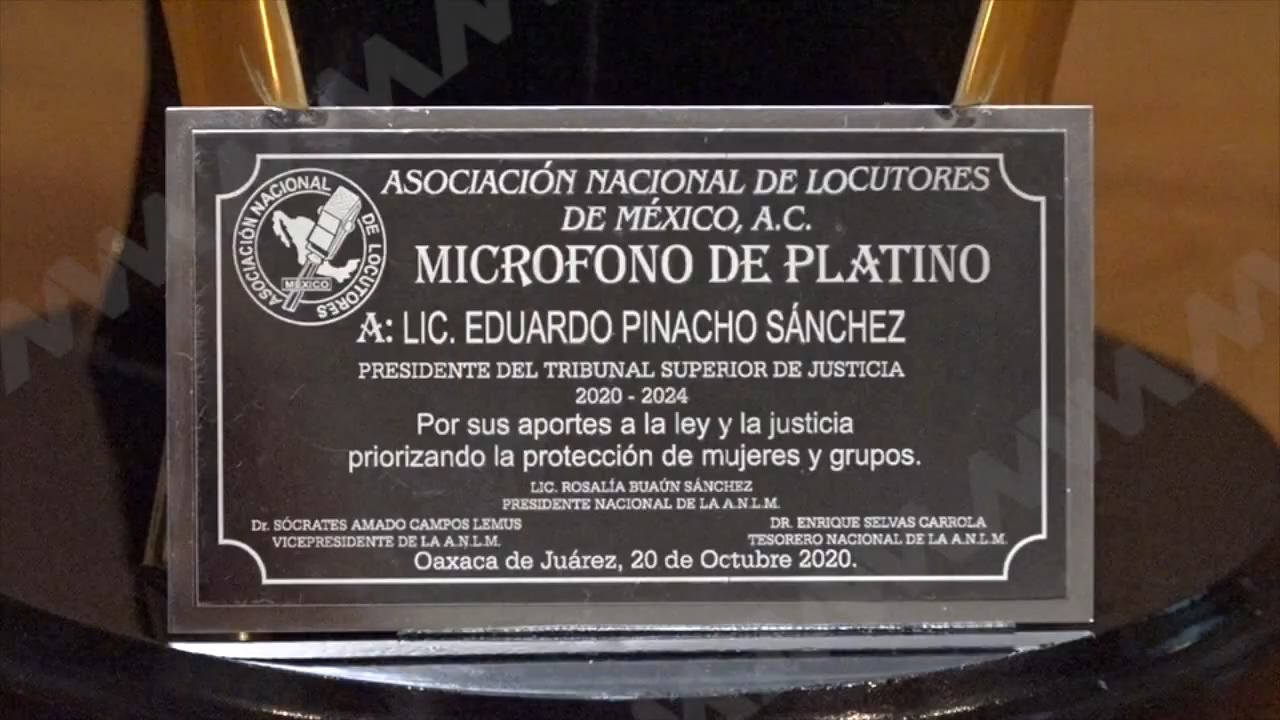 ASOCIACIÓN NACIONAL DE LOCUTORES
DE MÉXICO, A.C.
ASOCIACIÓN NACIONAL DE LOCUTORES
MÉXICO
MICROFONO DE PLATINO
A: LIC. EDUARDO PINACHO SÁNCHEZ
PRESIDENTE DEL TRIBUNAL SUPERIOR DE JUSTICIA
2020 - 2024
Por sus aportes a la ley y la justicia
priorizando la protección de mujeres y grupos.
LIC. ROSALÍA BUAÚN SÁNCHEZ
PRESIDENTE NACIONAL DE LA A.N.L.M.
Dr. SÓCRATES AMADO CAMPOS LEMUS
VICEPRESIDENTE DE LA A.N.L.M.
DR. ENRIQUE SELVAS CARROLA
TESORERO NACIONAL DE LA A.N.L.M.
Oaxaca de Juárez, 20 de Octubre 2020.